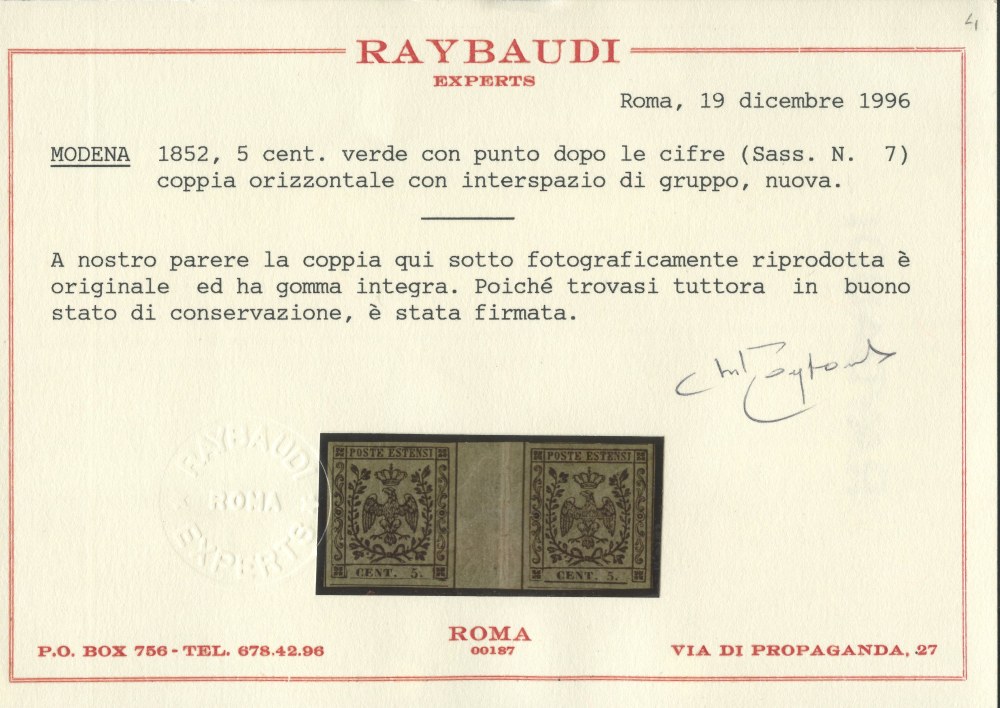 4
RAYBAUDI
EXPERTS
Roma, 19 dicembre 1996
MODENA 1852, 5 cent. verde con punto dopo le cifre (Sass. N. 7)
coppia orizzontale con interspazio di gruppo, nuova.
A nostro parere la coppia qui sotto fotograficamente riprodotta è
originale ed ha gomma integra. Poiché trovasi tuttora in buono
stato di conservazione, è stata firmata.
RAYBAUDI
ROMA
EXPERTS
POSTE ESTENSI
CENT. 5.
POSTE ESTENSI
CENT. 5.
ROMA
00187
P.O. BOX 756 - TEL. 678.42.96
VIA DI PROPAGANDA, 27